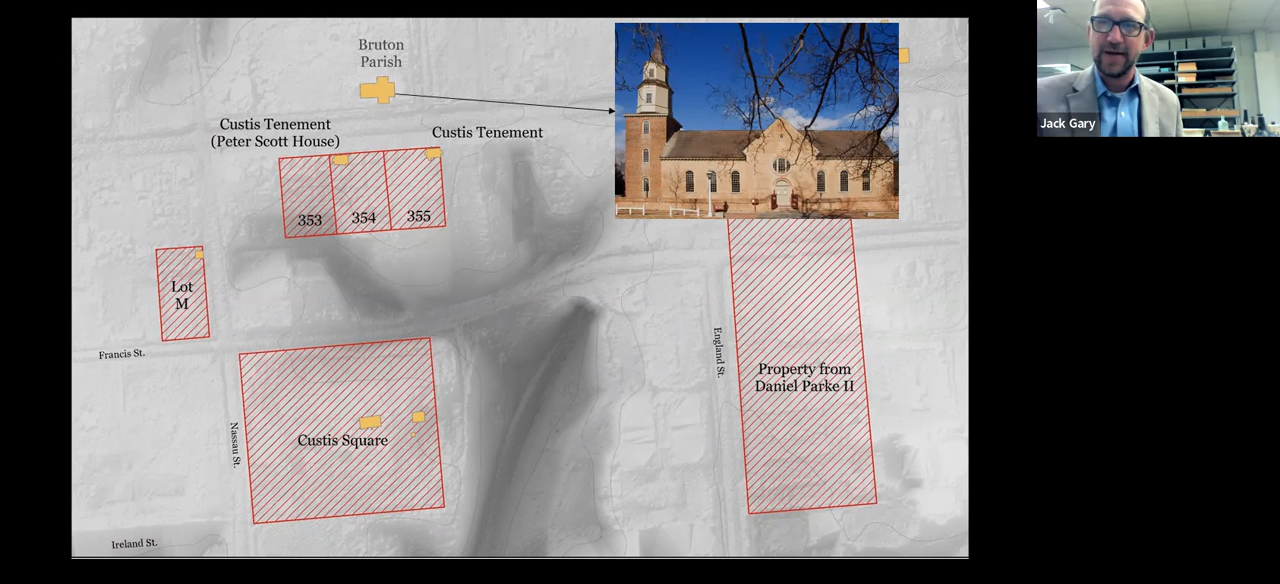 Bruton
Parish
Custis Tenement
(Peter Scott House)
Custis Tenement
Jack Gary
353
354
355
Lot
M
Francis St.
England St.
Property from
Daniel Parke II
Nassau St.
Custis Square
Ireland St.